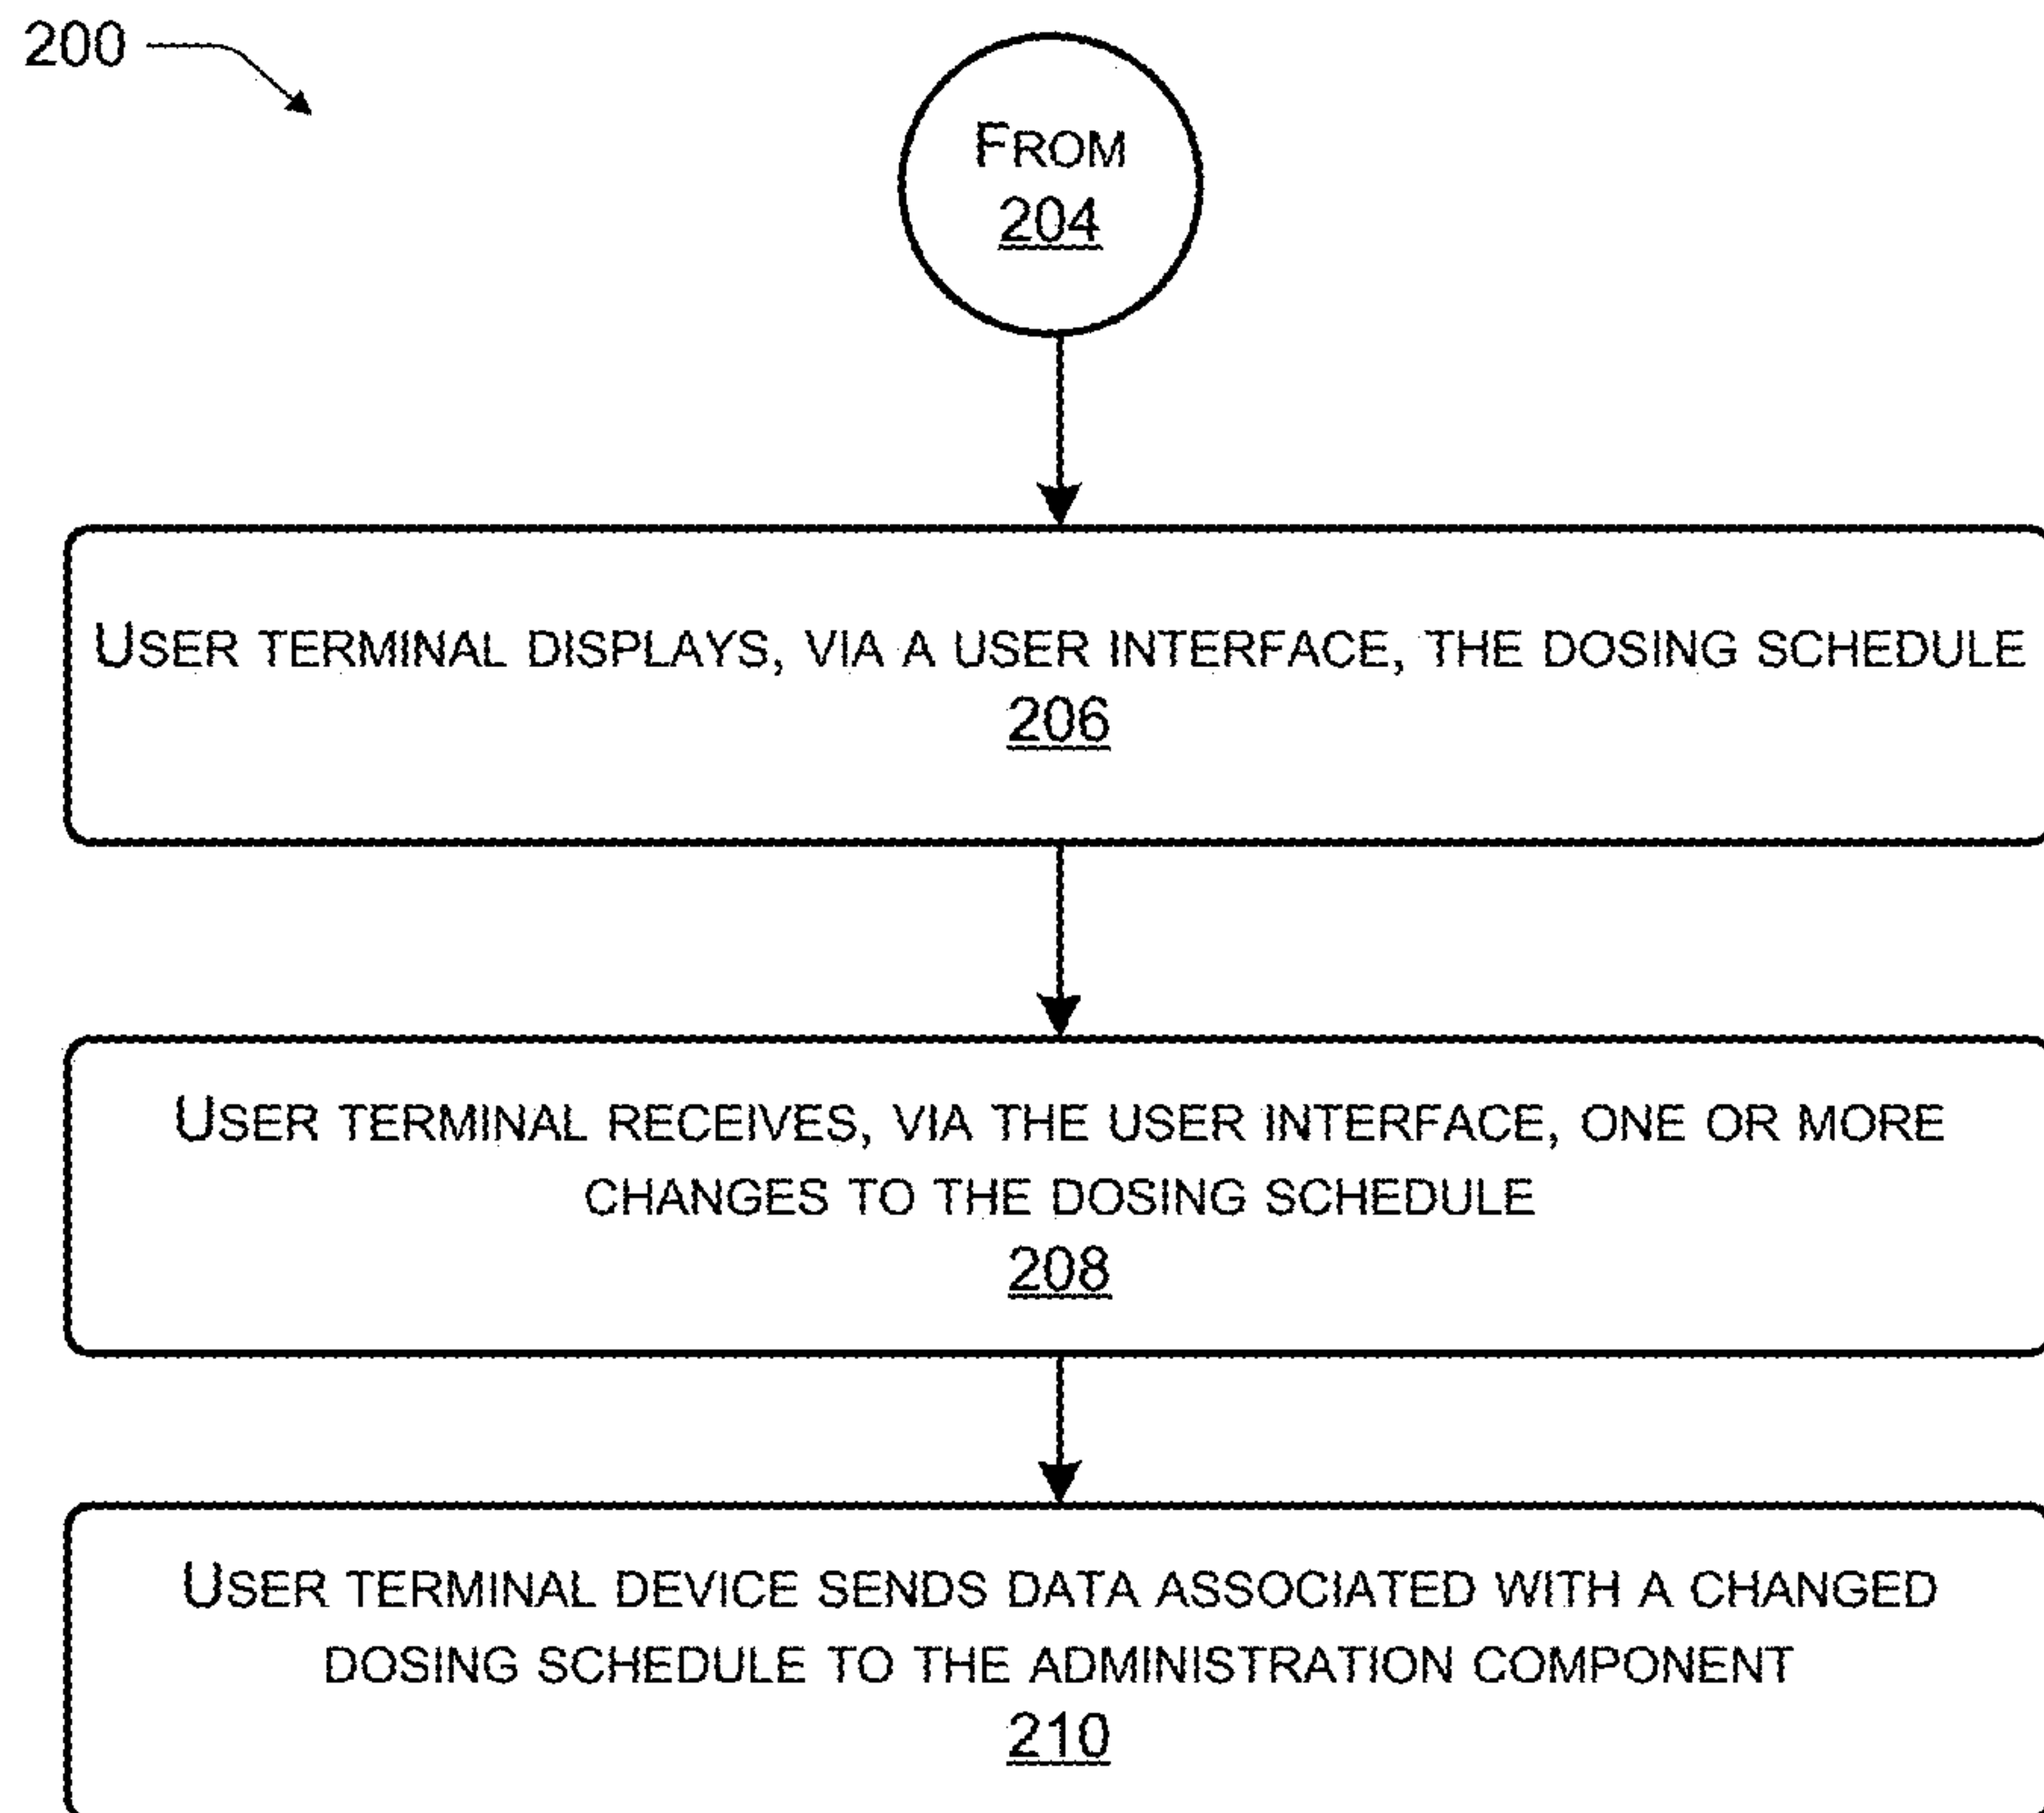 200
FROM
204
USER TERMINAL DISPLAYS, VIA A USER INTERFACE, THE DOSING SCHEDULE
206
USER TERMINAL RECEIVES, VIA THE USER INTERFACE, ONE OR MORE
CHANGES TO THE DOSING SCHEDULE
208
USER TERMINAL DEVICE SENDS DATA ASSOCIATED WITH A CHANGED
DOSING SCHEDULE TO THE ADMINISTRATION COMPONENT
210